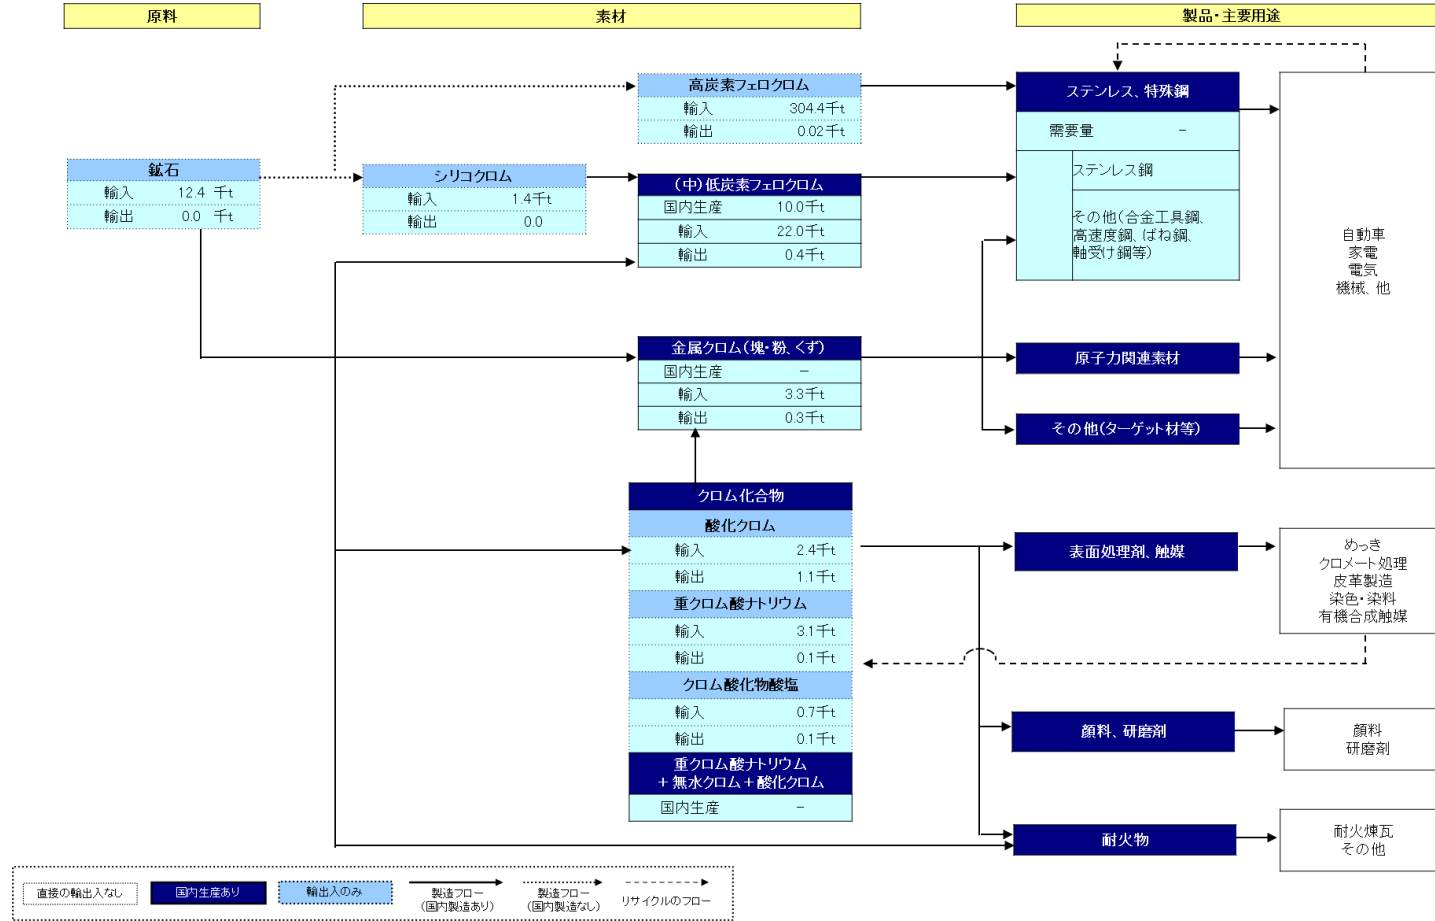 原料
素材
製品・主要用途
高炭素フェロクロム
輸入 304.4千t
輸出 0.02千t
鉱石
輸入 12.4 千t
輸出 0.0 千t
シリコクロム
輸入 1.4千t
輸出 0.0
(中)低炭素フェロクロム
国内生産 10.0千t
輸入 22.0千t
輸出 0.4千t
ステンレス、特殊鋼
需要量 -
ステンレス鋼
その他(合金工具鋼、
高速度鋼、ばね鋼、
軸受け鋼等)
自動車
家電
電気
機械、他
金属クロム(塊・粉、くず)
国内生産 -
輸入 3.3千t
輸出 0.3千t
原子力関連素材
その他(ターゲット材等)
クロム化合物
酸化クロム
輸入 2.4千t
輸出 1.1千t
重クロム酸ナトリウム
輸入 3.1千t
輸出 0.1千t
クロム酸化物酸塩
輸入 0.7千t
輸出 0.1千t
重クロム酸ナトリウム
+無水クロム+酸化クロム
国内生産 -
表面処理剤、触媒
めっき
クロメート処理
皮革製造
染色・染料
有機合成触媒
顔料、研磨剤
顔料
研磨剤
耐火物
耐火煉瓦
その他
直接の輸出入なし
国内生産あり
輸出入のみ
製造フロー
(国内製造あり)
製造フロー
(国内製造なし)
リサイクルのフロー